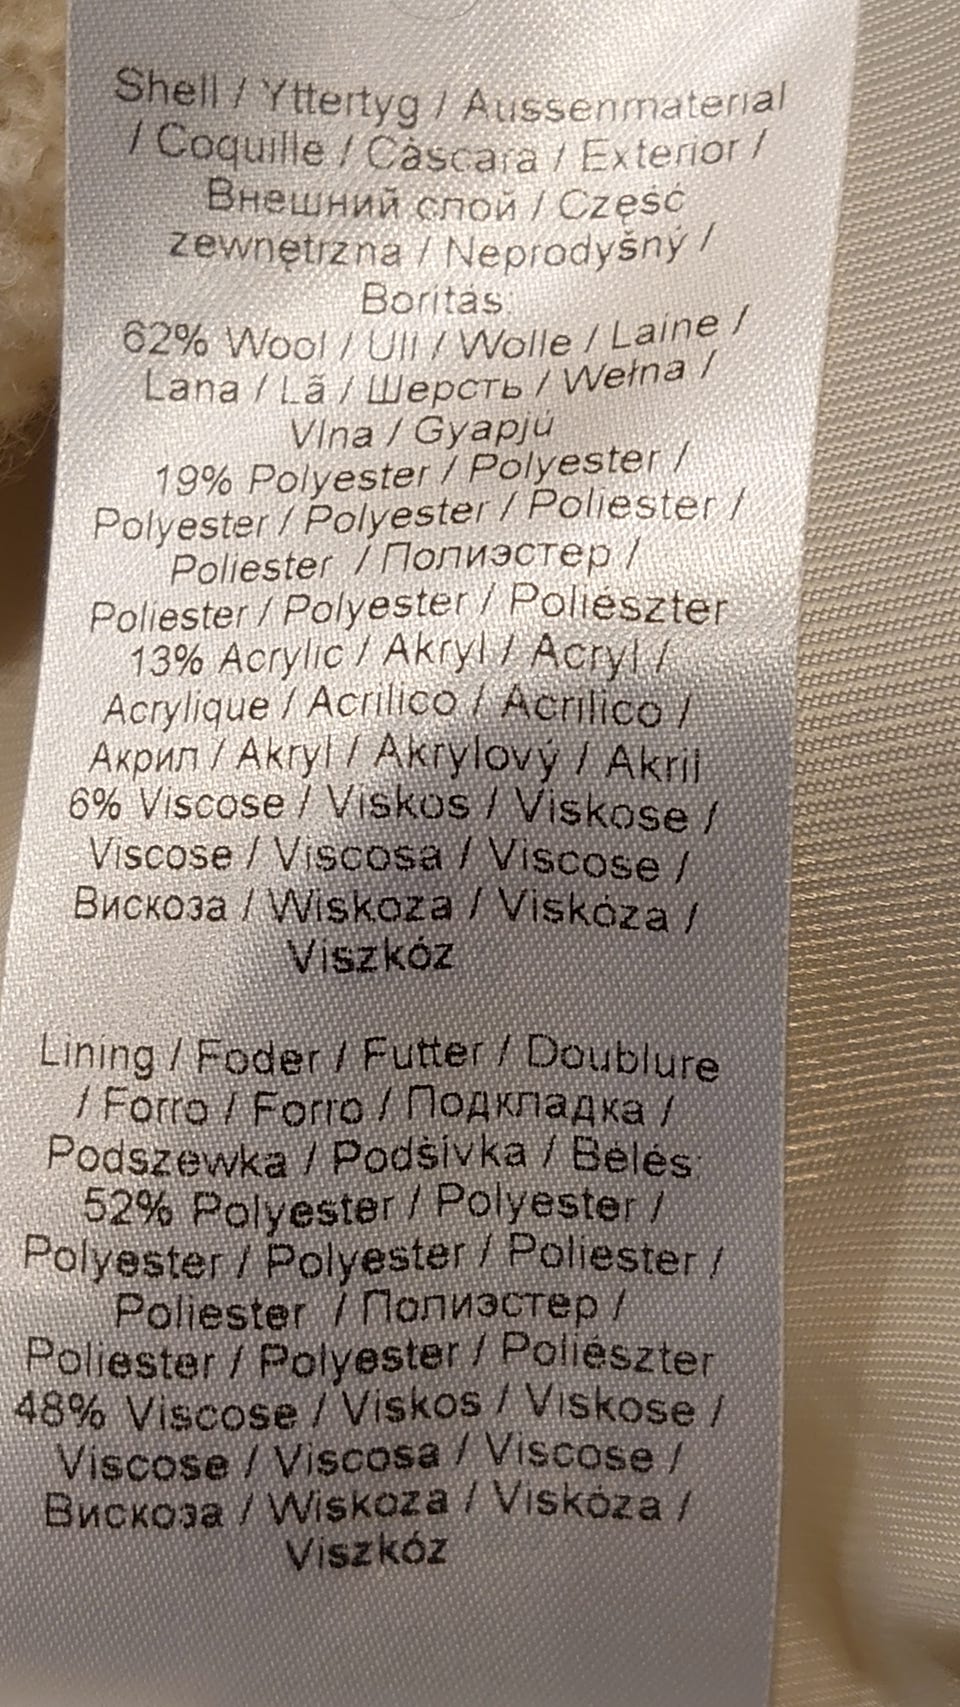 Shell / Yttertyg / Aussenmaterial
/ Coquille / Cáscara / Exterior /
Внешний слой / Część
zewnętrzna / Neprodyšný /
Borítás:
62% Wool / Ull / Wolle / Laine /
Lana / Lã / Шерсть / Wełna /
Vlna / Gyapjú
19% Polyester / Polyester /
Polyester / Polyester / Poliester /
Poliester / Полиэстер /
Poliester / Polyester / Poliészter
13% Acrylic / Akryl / Acryl /
Acrylique / Acrílico / Acrílico /
Акрил / Akryl / Akrylový / Akril
6% Viscose / Viskos / Viskose /
Viscose / Viscosa / Viscose /
Вискоза / Wiskoza / Viskóza /
Viszkóz
Lining / Foder / Futter / Doublure
/ Forro / Forro / Подкладка /
Podszewka / Podšívka / Bélés:
52% Polyester / Polyester /
Polyester / Polyester / Poliester /
Poliester / Полиэстер /
Poliester / Polyester / Poliészter
48% Viscose / Viskos / Viskose /
Viscose / Viscosa / Viscose /
Вискоза / Wiskoza / Viskóza /
Viszkóz